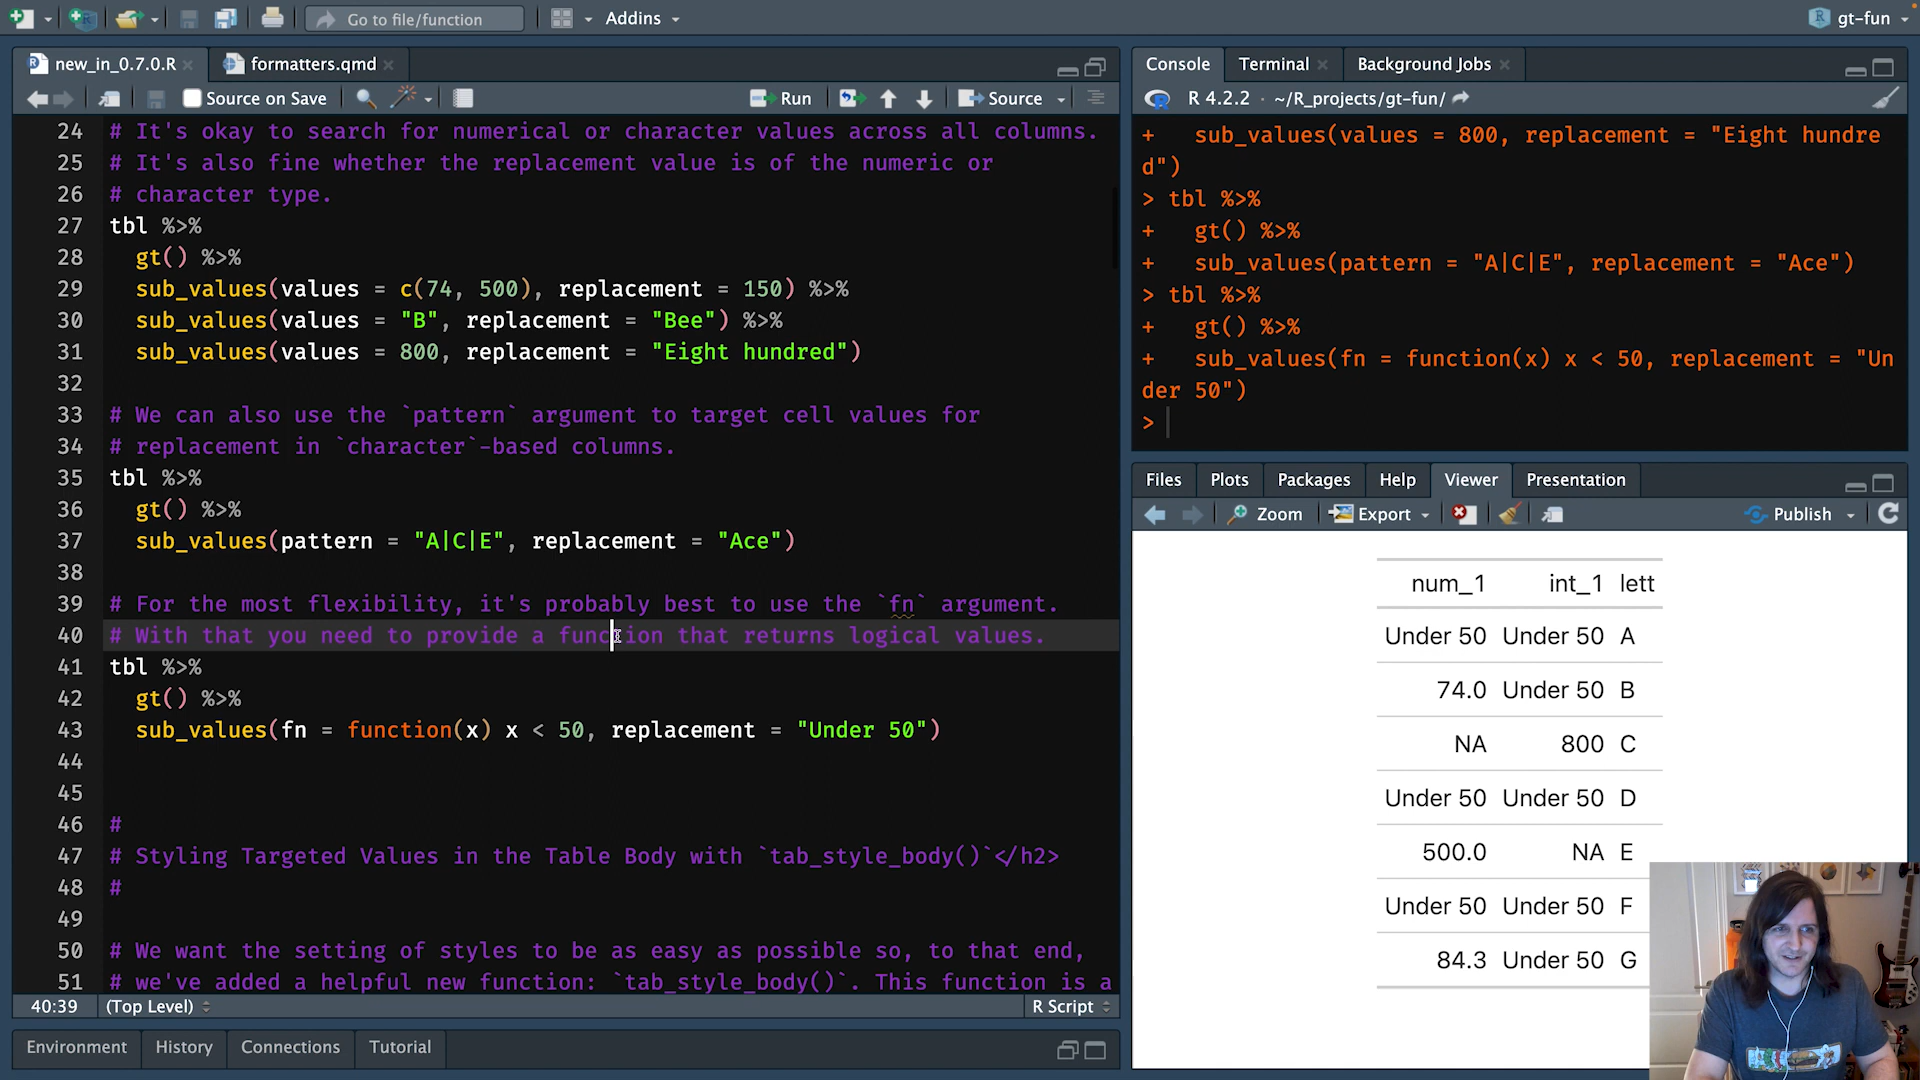 Go to file/function
Addins
gt-fun
new_in_0.7.0.R
formatters.qmd
Source on Save
Run
Source
24 # It's okay to search for numerical or character values across all columns.
25 # It's also fine whether the replacement value is of the numeric or
26 # character type.
27 tbl %>%
28 gt() %>%
29 sub_values(values = c(74, 500), replacement = 150) %>%
30 sub_values(values = "B", replacement = "Bee") %>%
31 sub_values(values = 800, replacement = "Eight hundred")
32
33 # We can also use the `pattern` argument to target cell values for
34 # replacement in `character`-based columns.
35 tbl %>%
36 gt() %>%
37 sub_values(pattern = "A|C|E", replacement = "Ace")
38
39 # For the most flexibility, it's probably best to use the `fn` argument.
40 # With that you need to provide a function that returns logical values.
41 tbl %>%
42 gt() %>%
43 sub_values(fn = function(x) x < 50, replacement = "Under 50")
44
45
46 #
47 # Styling Targeted Values in the Table Body with `tab_style_body()`</h2>
48 #
49
50 # We want the setting of styles to be as easy as possible so, to that end,
51 # we've added a helpful new function: `tab_style_body()`. This function is a
40:39 (Top Level) R Script
Environment History Connections Tutorial
Console Terminal Background Jobs
R 4.2.2 · ~/R_projects/gt-fun/
+ sub_values(values = 800, replacement = "Eight hundre
d")
> tbl %>%
+ gt() %>%
+ sub_values(pattern = "A|C|E", replacement = "Ace")
> tbl %>%
+ gt() %>%
+ sub_values(fn = function(x) x < 50, replacement = "Un
der 50")
>
Files Plots Packages Help Viewer Presentation
Zoom Export Publish
num_1 int_1 lett
Under 50 Under 50 A
74.0 Under 50 B
NA 800 C
Under 50 Under 50 D
500.0 NA E
Under 50 Under 50 F
84.3 Under 50 G